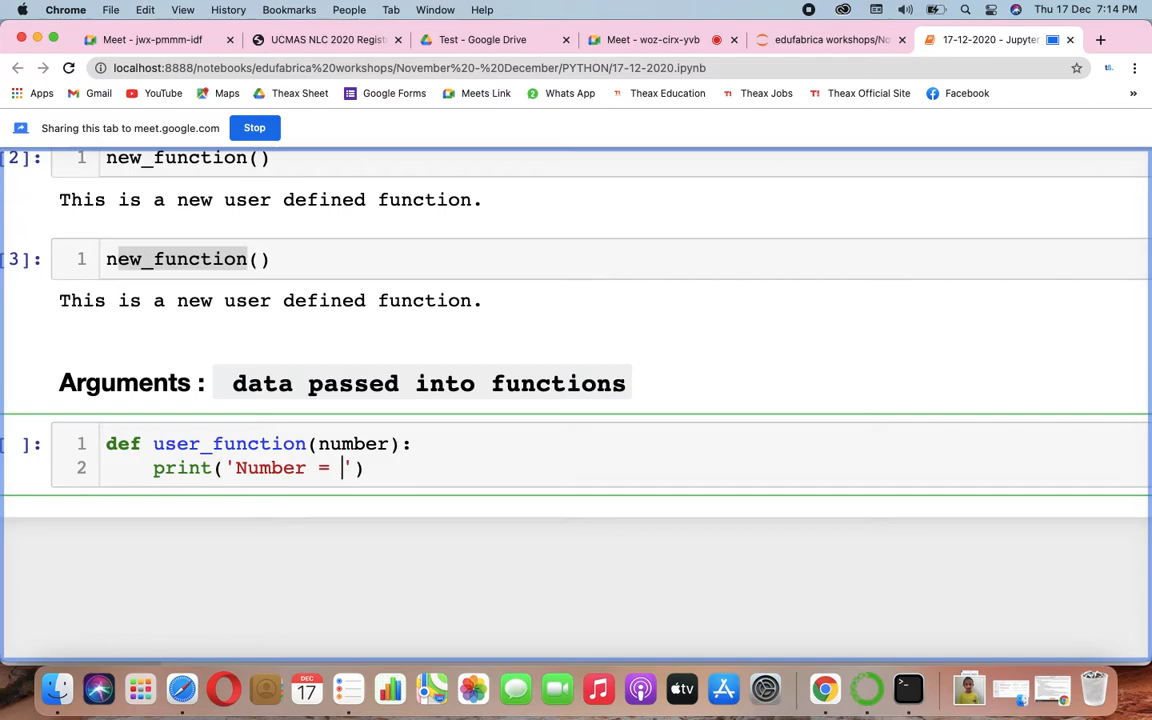 Chrome File Edit View History Bookmarks People Tab Window Help Thu 17 Dec 7:14 PM
Meet - jwx-pmmm-idf UCMAS NLC 2020 Regist Test - Google Drive Meet - woz-cirx-yvb edufabrica workshops/No 17-12-2020 - Jupyter
localhost:8888/notebooks/edufabrica%20workshops/November%20-%20December/PYTHON/17-12-2020.ipynb
Apps Gmail YouTube Maps Theax Sheet Google Forms Meets Link Whats App Theax Education Theax Jobs Theax Official Site Facebook »
Sharing this tab to meet.google.com Stop
[2]: 1 new_function()
This is a new user defined function.
[3]: 1 new_function()
This is a new user defined function.
Arguments : data passed into functions
[ ]: 1 def user_function(number):
2 print('Number = ')
DEC
17
tv